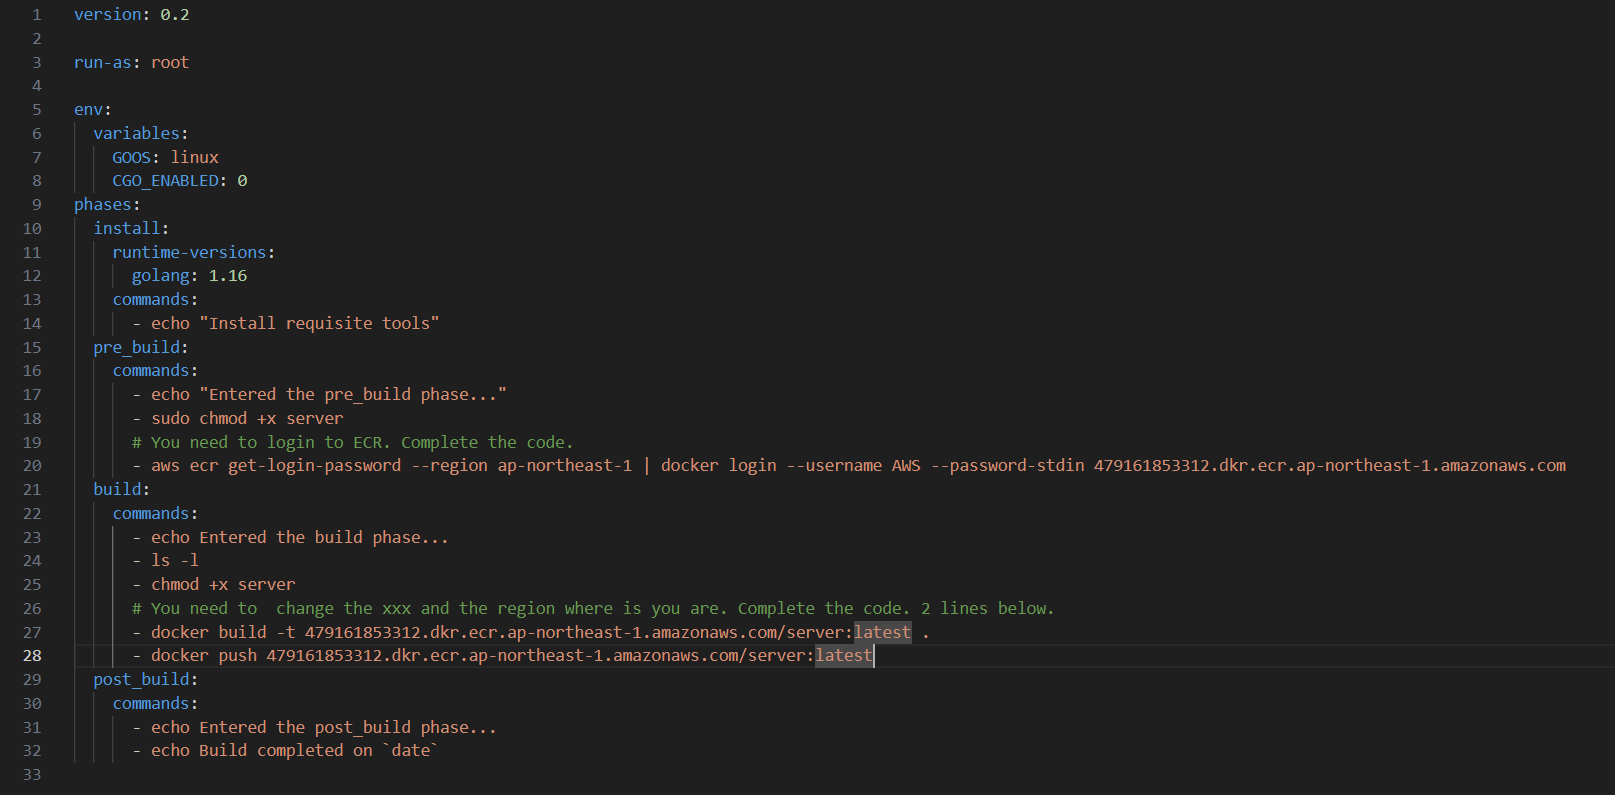 1 version: 0.2
2
3 run-as: root
4
5 env:
6   variables:
7     GOOS: linux
8     CGO_ENABLED: 0
9 phases:
10   install:
11     runtime-versions:
12       golang: 1.16
13     commands:
14       - echo "Install requisite tools"
15   pre_build:
16     commands:
17       - echo "Entered the pre_build phase..."
18       - sudo chmod +x server
19       # You need to login to ECR. Complete the code.
20       - aws ecr get-login-password --region ap-northeast-1 | docker login --username AWS --password-stdin 479161853312.dkr.ecr.ap-northeast-1.amazonaws.com
21   build:
22     commands:
23       - echo Entered the build phase...
24       - ls -l
25       - chmod +x server
26       # You need to  change the xxx and the region where is you are. Complete the code. 2 lines below.
27       - docker build -t 479161853312.dkr.ecr.ap-northeast-1.amazonaws.com/server:latest .
28       - docker push 479161853312.dkr.ecr.ap-northeast-1.amazonaws.com/server:latest
29   post_build:
30     commands:
31       - echo Entered the post_build phase...
32       - echo Build completed on `date`
33